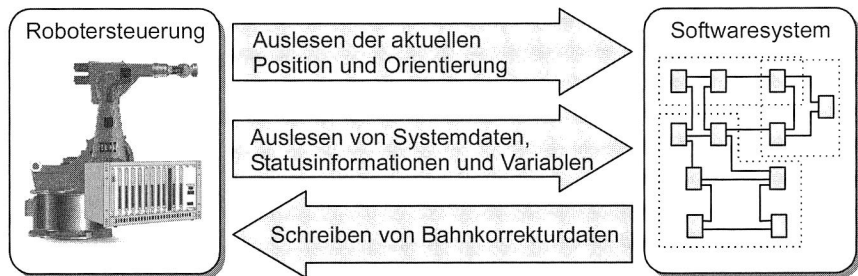 Robotersteuerung
Auslesen der aktuellen
Position und Orientierung
Auslesen von Systemdaten,
Statusinformationen und Variablen
Schreiben von Bahnkorrekturdaten
Softwaresystem